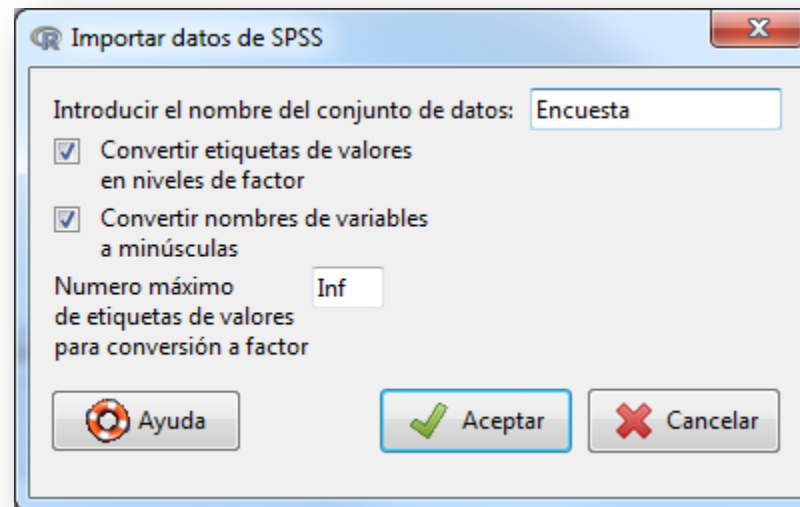 Importar datos de SPSS
Introducir el nombre del conjunto de datos: Encuesta
Convertir etiquetas de valores
en niveles de factor
Convertir nombres de variables
a minúsculas
Numero máximo Inf
de etiquetas de valores
para conversión a factor
Ayuda Aceptar Cancelar